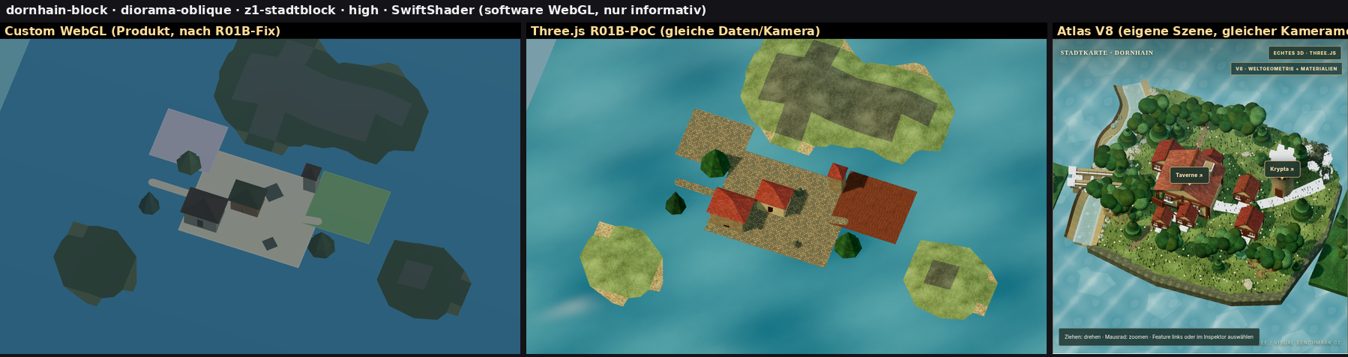 dornhain-block · diorama-oblique · z1-stadtblock · high · SwiftShader (software WebGL, nur informativ)
Custom WebGL (Produkt, nach R01B-Fix)
Three.js R01B-PoC (gleiche Daten/Kamera)
Atlas V8 (eigene Szene, gleicher Kameramo
STADTKARTE · DORNHAIN
ECHTES 3D · THREE.JS
V8 · WELTGEOMETRIE + MATERIALIEN
Taverne
Krypta
Ziehen: drehen · Mausrad: zoomen · Feature links oder im Inspektor auswählen